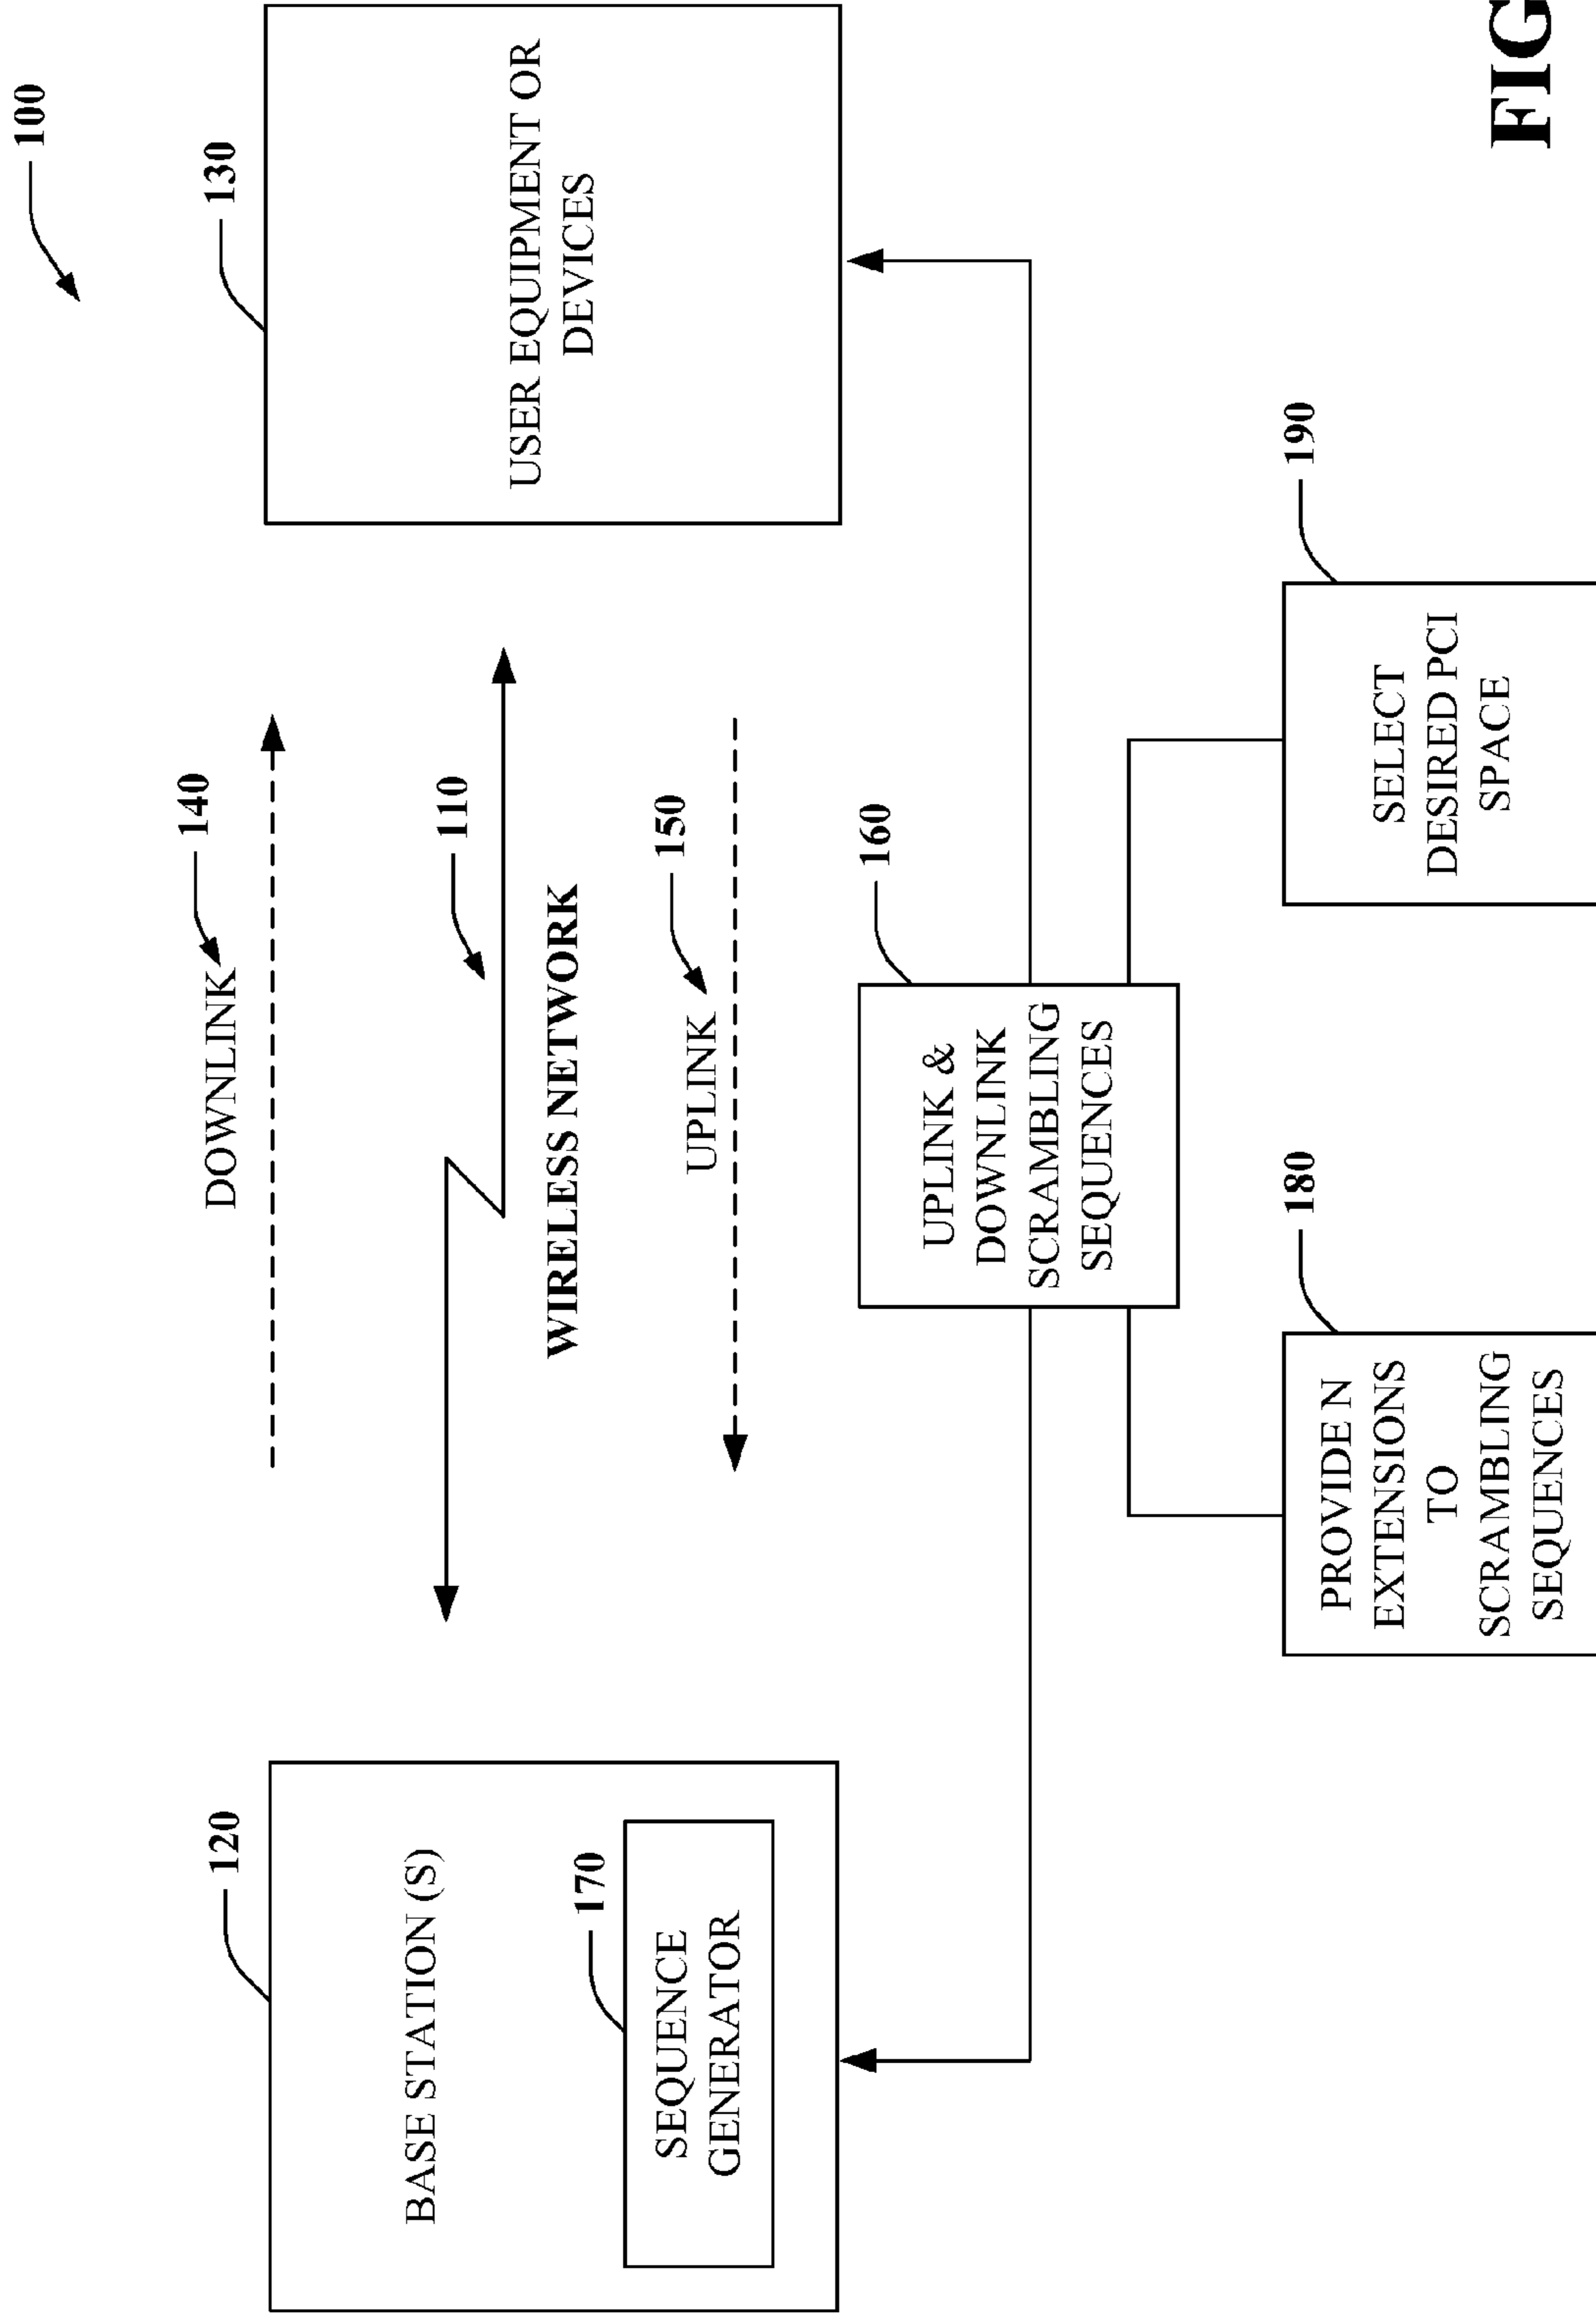 100
120
BASE STATION (S)
170
SEQUENCE
GENERATOR
140
DOWNLINK
110
WIRELESS NETWORK
150
UPLINK
130
USER EQUIPMENT OR
DEVICES
160
UPLINK &
DOWNLINK
SCRAMBLING
SEQUENCES
180
PROVIDE N
EXTENSIONS
TO
SCRAMBLING
SEQUENCES
190
SELECT
DESIRED PCI
SPACE
FIG